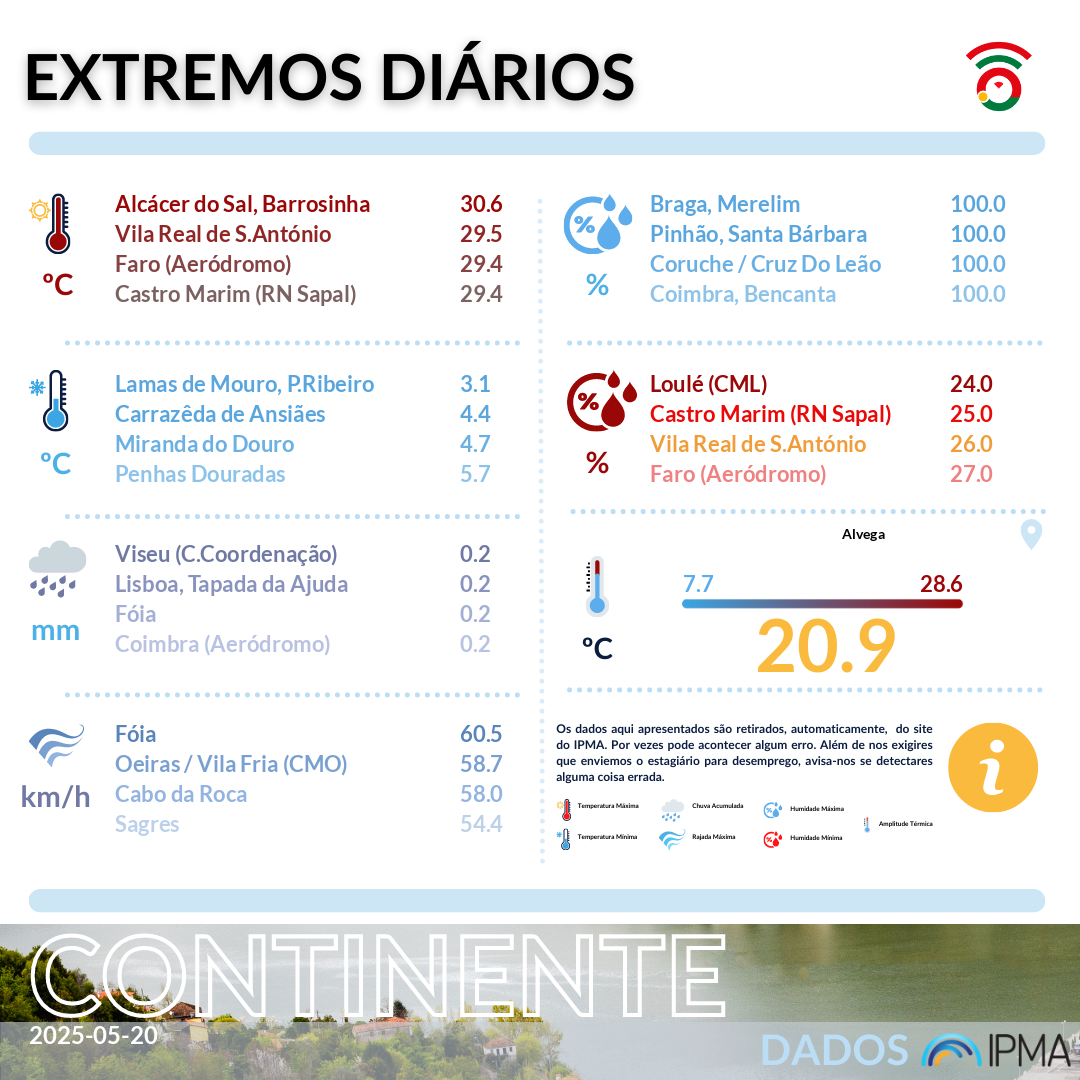 EXTREMOS DIÁRIOS
Alcácer do Sal, Barrosinha 30.6
Vila Real de S.António 29.5
Faro (Aeródromo) 29.4
Castro Marim (RN Sapal) 29.4
ºC
Lamas de Mouro, P.Ribeiro 3.1
Carrazêda de Ansiães 4.4
Miranda do Douro 4.7
Penhas Douradas 5.7
ºC
Viseu (C.Coordenação) 0.2
Lisboa, Tapada da Ajuda 0.2
Fóia 0.2
Coimbra (Aeródromo) 0.2
mm
Fóia 60.5
Oeiras / Vila Fria (CMO) 58.7
Cabo da Roca 58.0
Sagres 54.4
km/h
Braga, Merelim 100.0
Pinhão, Santa Bárbara 100.0
Coruche / Cruz Do Leão 100.0
Coimbra, Bencanta 100.0
%
%
Loulé (CML) 24.0
Castro Marim (RN Sapal) 25.0
Vila Real de S.António 26.0
Faro (Aeródromo) 27.0
%
%
Alvega
7.7 28.6
20.9
ºC
Os dados aqui apresentados são retirados, automaticamente, do site
do IPMA. Por vezes pode acontecer algum erro. Além de nos exigires
que enviemos o estagiário para desemprego, avisa-nos se detectares
alguma coisa errada.
i
Temperatura Máxima
Chuva Acumulada
Humidade Máxima
Amplitude Térmica
Temperatura Mínima
Rajada Máxima
Humidade Mínima
CONTINENTE
2025-05-20
DADOS IPMA